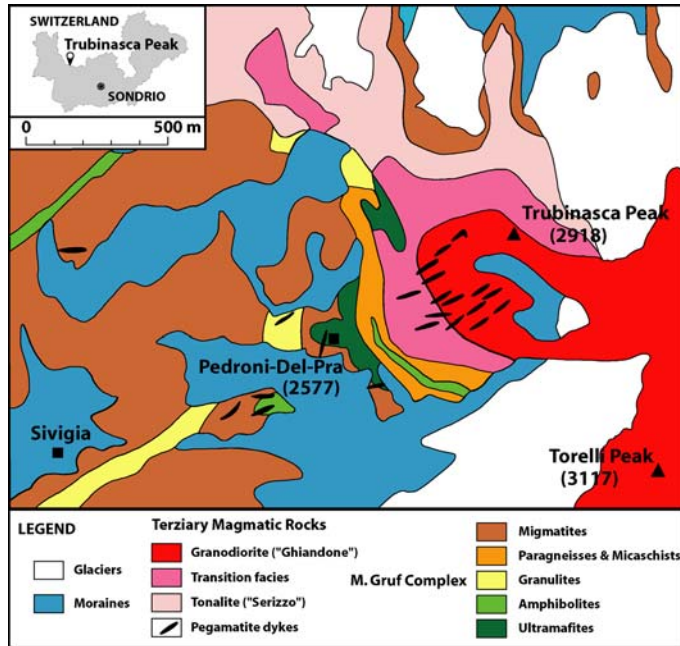 SWITZERLAND
Trubinasca Peak
SONDRIO
0 500 m
Trubinasca Peak
(2918)
Pedroni-Del-Pra
(2577)
Sivigia
Torelli Peak
(3117)
LEGEND
Glaciers
Moraines
Terziary Magmatic Rocks
Granodiorite ("Ghiandone")
Transition facies
Tonalite ("Serizzo")
Pegamatite dykes
M. Gruf Complex
Migmatites
Paragneisses & Micaschists
Granulites
Amphibolites
Ultramafites